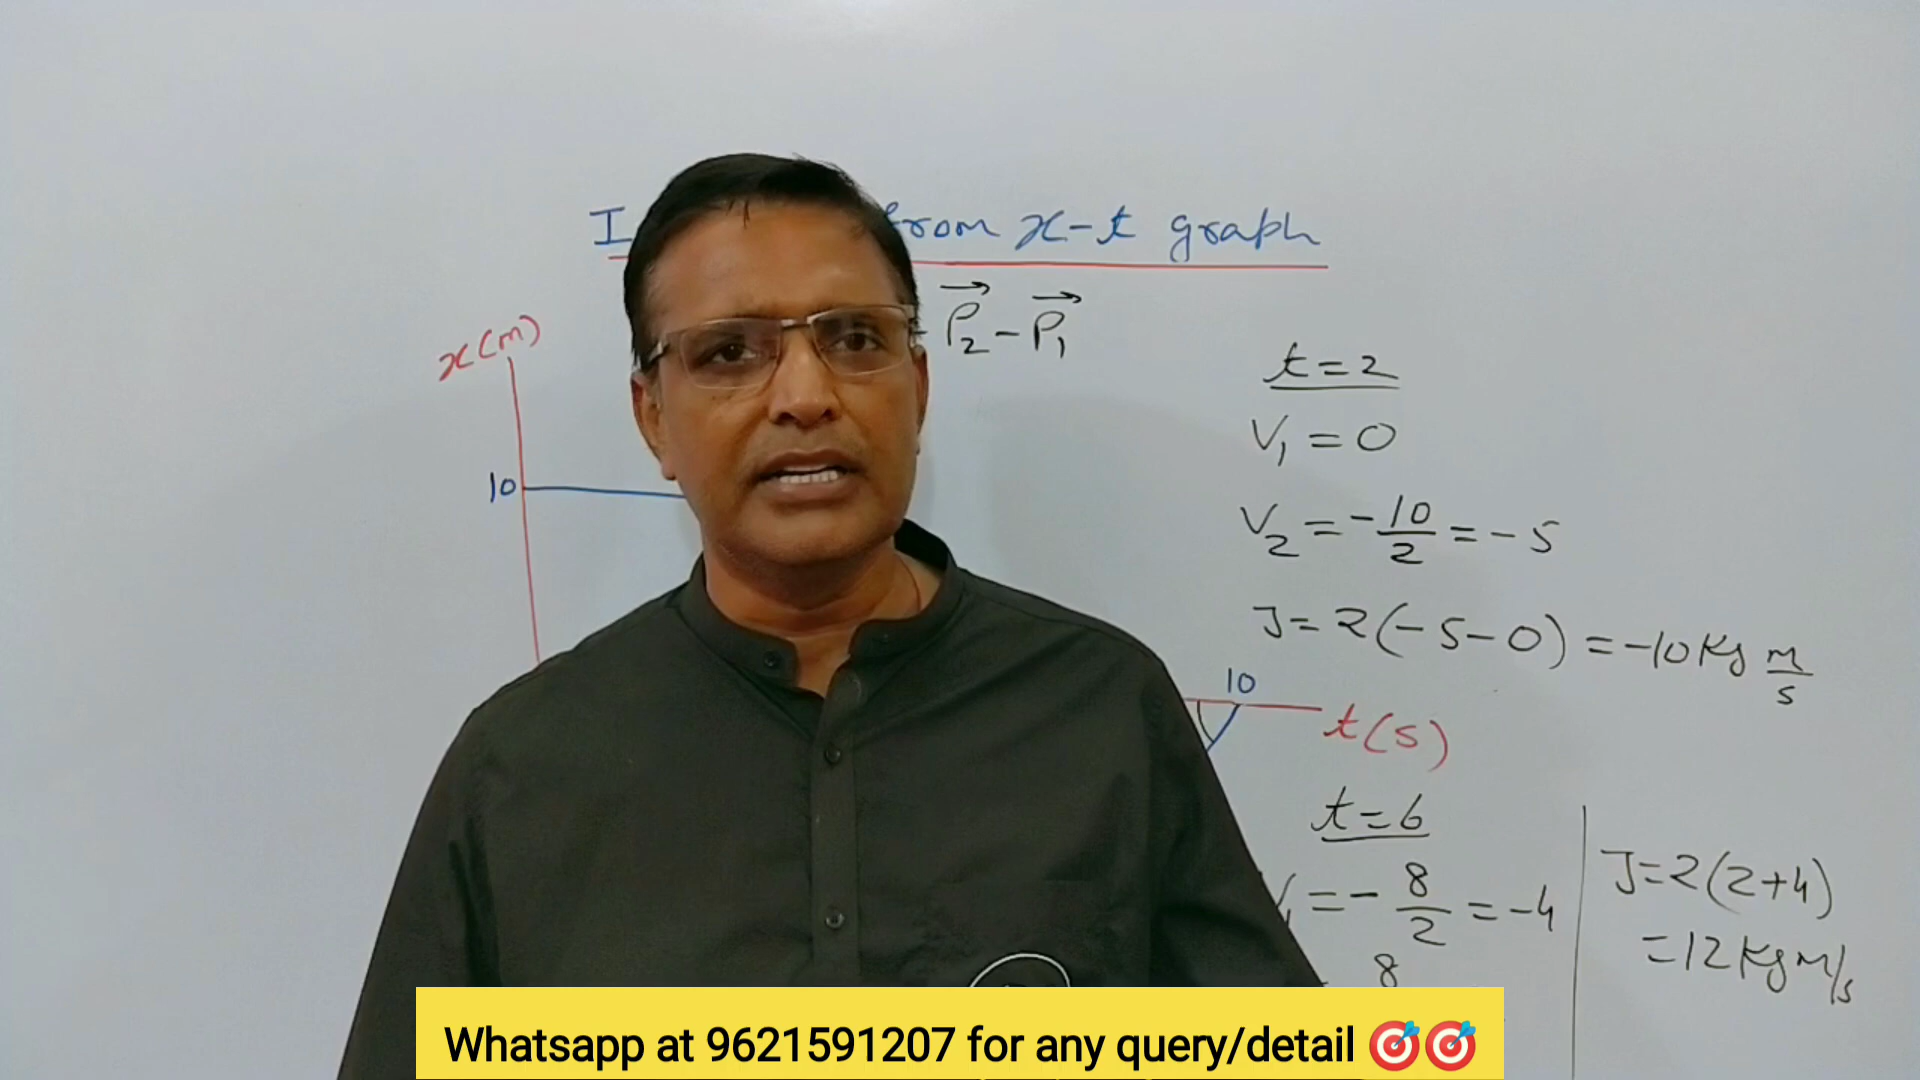 from x-t graph
P₂ - P₁
x(m)
10
t = 2
V₁ = 0
V₂ = -10/2 = -5
J = 2(-5-0) = -10 Kg m/s
10
t(s)
t = 6
= - 8/2 = -4
8
J = 2(2+4)
= 12 Kg m/s
Whatsapp at 9621591207 for any query/detail 🎯🎯